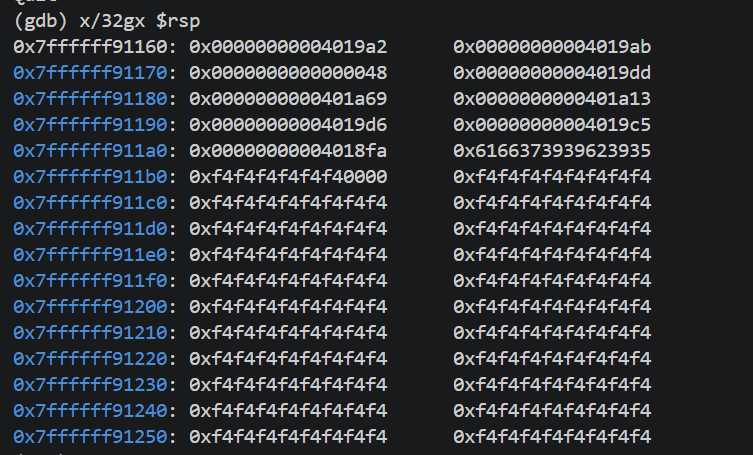 (gdb) x/32gx $rsp
0x7ffffff91160: 0x00000000004019a2 0x00000000004019ab
0x7ffffff91170: 0x0000000000000048 0x00000000004019dd
0x7ffffff91180: 0x0000000000401a69 0x0000000000401a13
0x7ffffff91190: 0x00000000004019d6 0x00000000004019c5
0x7ffffff911a0: 0x00000000004018fa 0x6166373939623935
0x7ffffff911b0: 0xf4f4f4f4f4f40000 0xf4f4f4f4f4f4f4f4
0x7ffffff911c0: 0xf4f4f4f4f4f4f4f4 0xf4f4f4f4f4f4f4f4
0x7ffffff911d0: 0xf4f4f4f4f4f4f4f4 0xf4f4f4f4f4f4f4f4
0x7ffffff911e0: 0xf4f4f4f4f4f4f4f4 0xf4f4f4f4f4f4f4f4
0x7ffffff911f0: 0xf4f4f4f4f4f4f4f4 0xf4f4f4f4f4f4f4f4
0x7ffffff91200: 0xf4f4f4f4f4f4f4f4 0xf4f4f4f4f4f4f4f4
0x7ffffff91210: 0xf4f4f4f4f4f4f4f4 0xf4f4f4f4f4f4f4f4
0x7ffffff91220: 0xf4f4f4f4f4f4f4f4 0xf4f4f4f4f4f4f4f4
0x7ffffff91230: 0xf4f4f4f4f4f4f4f4 0xf4f4f4f4f4f4f4f4
0x7ffffff91240: 0xf4f4f4f4f4f4f4f4 0xf4f4f4f4f4f4f4f4
0x7ffffff91250: 0xf4f4f4f4f4f4f4f4 0xf4f4f4f4f4f4f4f4